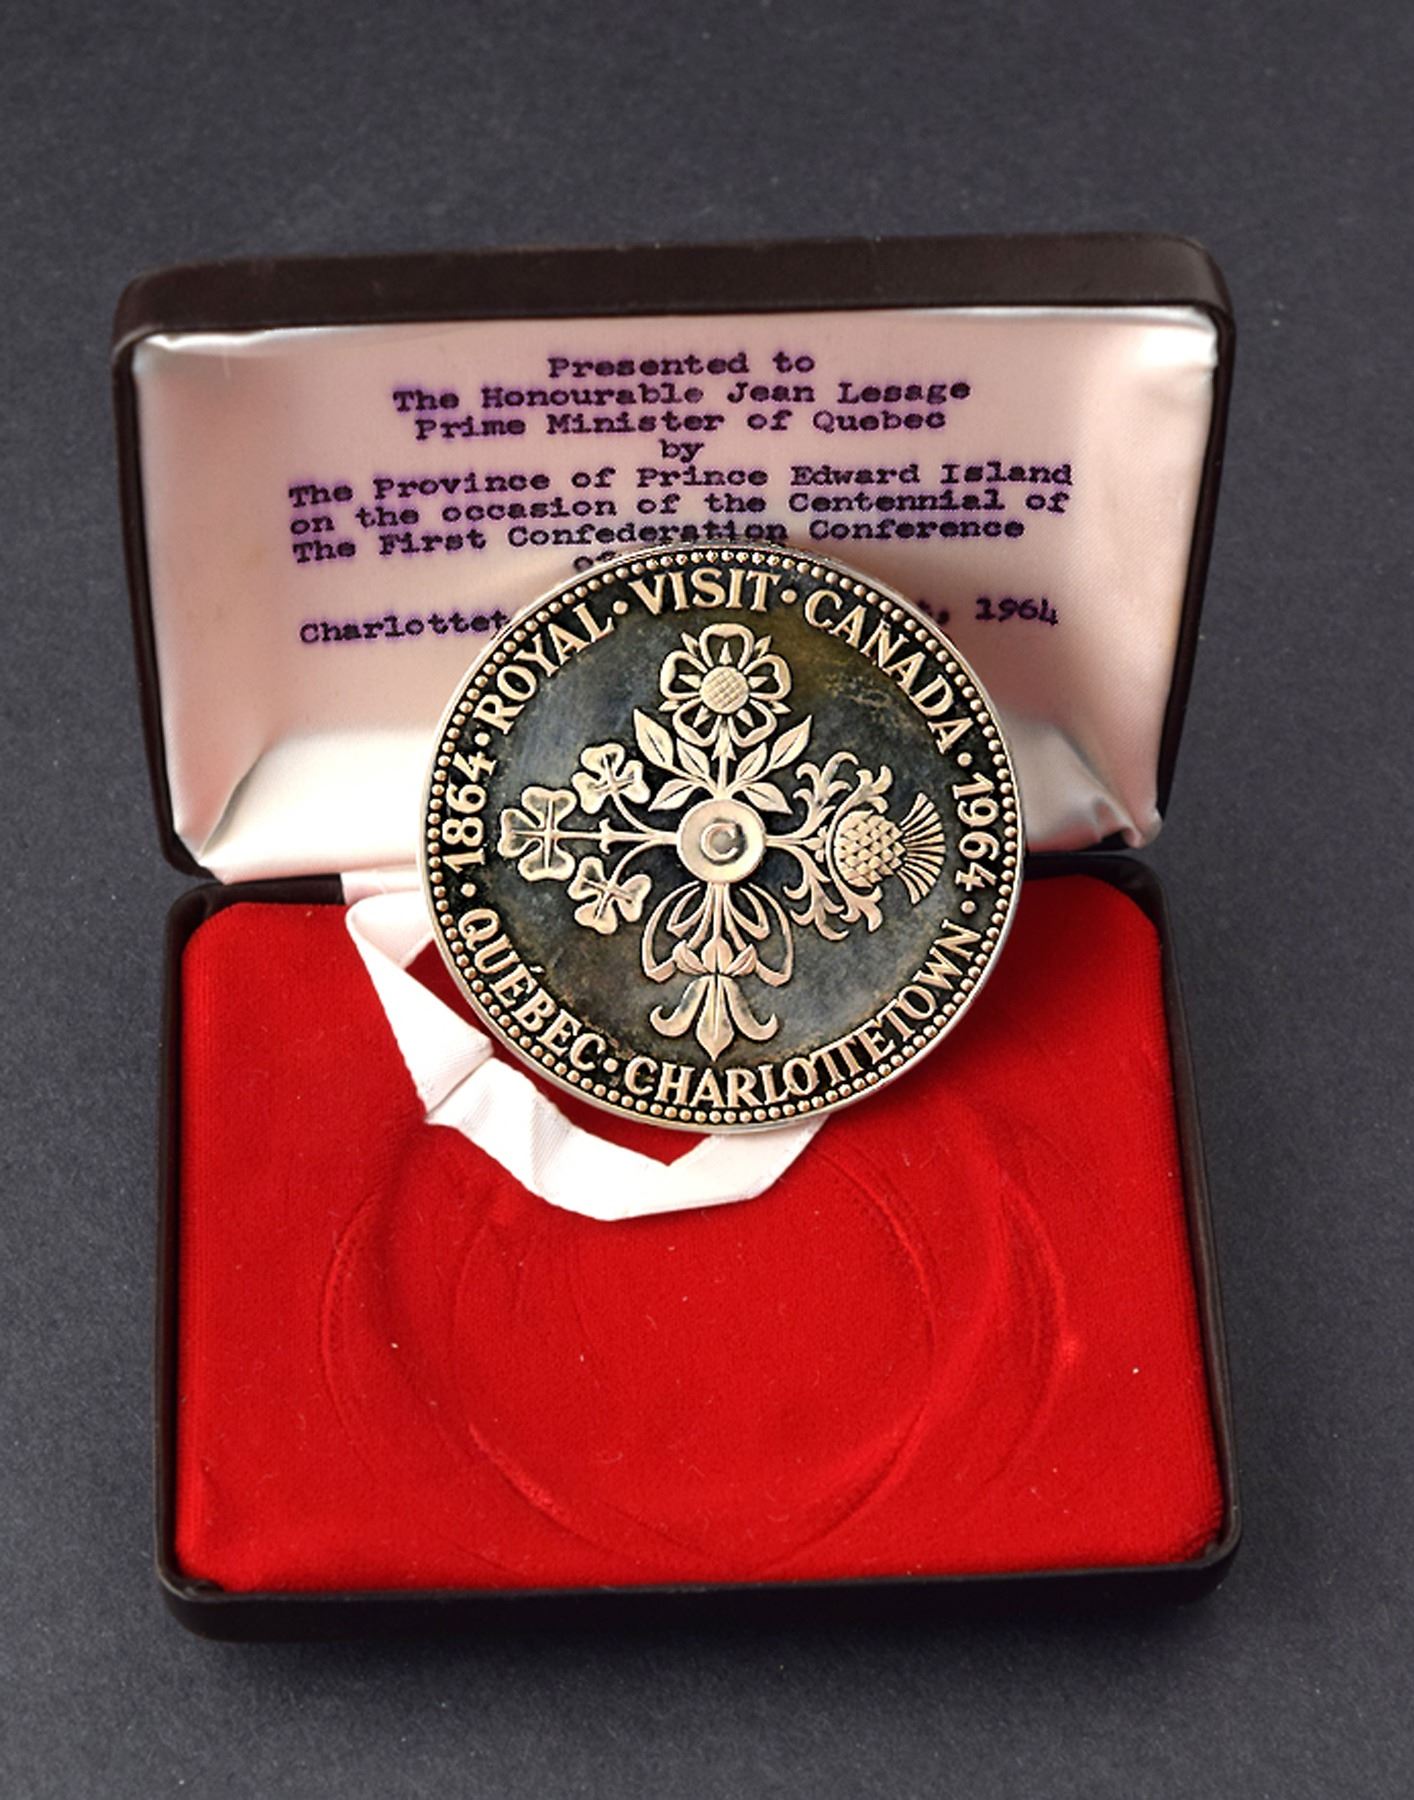 Presented to
The Honourable Jean Lesage
Prime Minister of Quebec
by
The Province of Prince Edward Island
on the occasion of the Centennial of
The First Confederation Conference
of
1964
1864 · ROYAL · VISIT · CANADA · 1964 ·
QUÉBEC · CHARLOTTETOWN ·
C